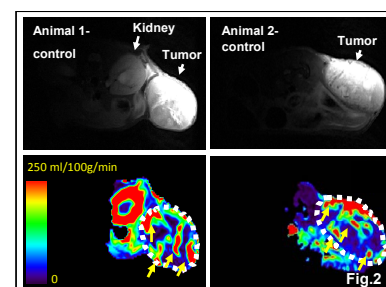 Animal 1-
control
Kidney
Tumor
Animal 2-
control
Tumor
250 ml/100g/min
0
Fig.2